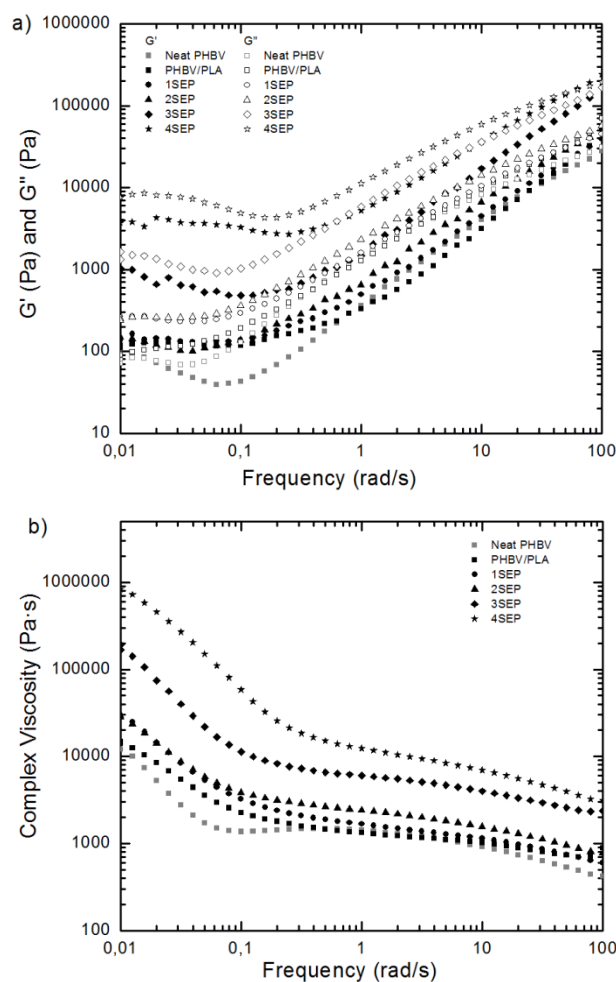 a)
G' (Pa) and G" (Pa)
1000000
100000
10000
1000
100
10
G' G"
Neat PHBV Neat PHBV
PHBV/PLA PHBV/PLA
1SEP 1SEP
2SEP 2SEP
3SEP 3SEP
4SEP 4SEP
0,01 0,1 1 10 100
Frequency (rad/s)
b)
Complex Viscosity (Pa·s)
1000000
100000
10000
1000
100
Neat PHBV
PHBV/PLA
1SEP
2SEP
3SEP
4SEP
0,01 0,1 1 10 100
Frequency (rad/s)